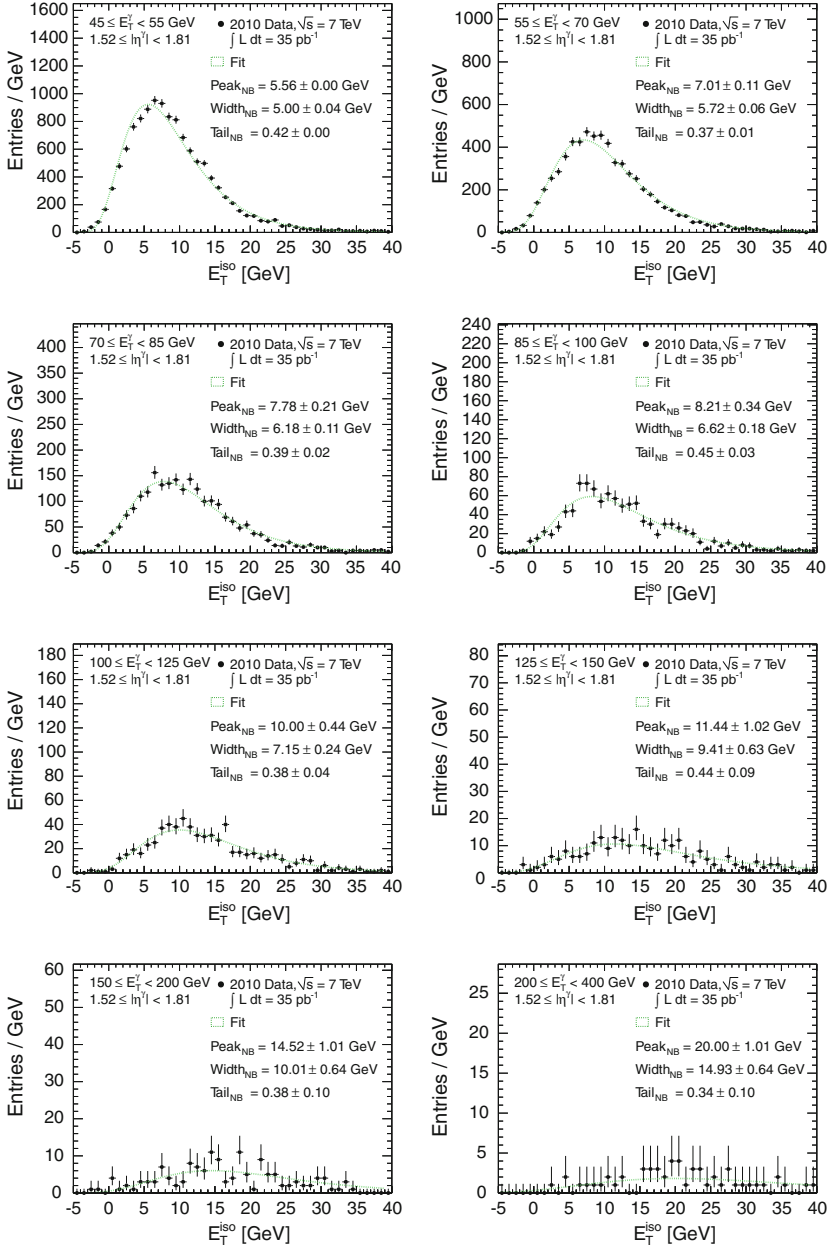 45 ≤ E_T^γ < 55 GeV
1.52 ≤ |η^γ| < 1.81
• 2010 Data, √s = 7 TeV
∫ L dt = 35 pb⁻¹
Fit
Peak_NB = 5.56 ± 0.00 GeV
Width_NB = 5.00 ± 0.04 GeV
Tail_NB = 0.42 ± 0.00
Entries / GeV
1600
1400
1200
1000
800
600
400
200
0
-5 0 5 10 15 20 25 30 35 40
E_T^iso [GeV]
55 ≤ E_T^γ < 70 GeV
1.52 ≤ |η^γ| < 1.81
• 2010 Data, √s = 7 TeV
∫ L dt = 35 pb⁻¹
Fit
Peak_NB = 7.01 ± 0.11 GeV
Width_NB = 5.72 ± 0.06 GeV
Tail_NB = 0.37 ± 0.01
Entries / GeV
1000
800
600
400
200
0
-5 0 5 10 15 20 25 30 35 40
E_T^iso [GeV]
70 ≤ E_T^γ < 85 GeV
1.52 ≤ |η^γ| < 1.81
• 2010 Data, √s = 7 TeV
∫ L dt = 35 pb⁻¹
Fit
Peak_NB = 7.78 ± 0.21 GeV
Width_NB = 6.18 ± 0.11 GeV
Tail_NB = 0.39 ± 0.02
Entries / GeV
400
350
300
250
200
150
100
50
0
-5 0 5 10 15 20 25 30 35 40
E_T^iso [GeV]
85 ≤ E_T^γ < 100 GeV
1.52 ≤ |η^γ| < 1.81
• 2010 Data, √s = 7 TeV
∫ L dt = 35 pb⁻¹
Fit
Peak_NB = 8.21 ± 0.34 GeV
Width_NB = 6.62 ± 0.18 GeV
Tail_NB = 0.45 ± 0.03
Entries / GeV
240
220
200
180
160
140
120
100
80
60
40
20
0
-5 0 5 10 15 20 25 30 35 40
E_T^iso [GeV]
100 ≤ E_T^γ < 125 GeV
1.52 ≤ |η^γ| < 1.81
• 2010 Data, √s = 7 TeV
∫ L dt = 35 pb⁻¹
Fit
Peak_NB = 10.00 ± 0.44 GeV
Width_NB = 7.15 ± 0.24 GeV
Tail_NB = 0.38 ± 0.04
Entries / GeV
180
160
140
120
100
80
60
40
20
0
-5 0 5 10 15 20 25 30 35 40
E_T^iso [GeV]
125 ≤ E_T^γ < 150 GeV
1.52 ≤ |η^γ| < 1.81
• 2010 Data, √s = 7 TeV
∫ L dt = 35 pb⁻¹
Fit
Peak_NB = 11.44 ± 1.02 GeV
Width_NB = 9.41 ± 0.63 GeV
Tail_NB = 0.44 ± 0.09
Entries / GeV
80
70
60
50
40
30
20
10
0
-5 0 5 10 15 20 25 30 35 40
E_T^iso [GeV]
150 ≤ E_T^γ < 200 GeV
1.52 ≤ |η^γ| < 1.81
• 2010 Data, √s = 7 TeV
∫ L dt = 35 pb⁻¹
Fit
Peak_NB = 14.52 ± 1.01 GeV
Width_NB = 10.01 ± 0.64 GeV
Tail_NB = 0.38 ± 0.10
Entries / GeV
60
50
40
30
20
10
0
-5 0 5 10 15 20 25 30 35 40
E_T^iso [GeV]
200 ≤ E_T^γ < 400 GeV
1.52 ≤ |η^γ| < 1.81
• 2010 Data, √s = 7 TeV
∫ L dt = 35 pb⁻¹
Fit
Peak_NB = 20.00 ± 1.01 GeV
Width_NB = 14.93 ± 0.64 GeV
Tail_NB = 0.34 ± 0.10
Entries / GeV
25
20
15
10
5
0
-5 0 5 10 15 20 25 30 35 40
E_T^iso [GeV]